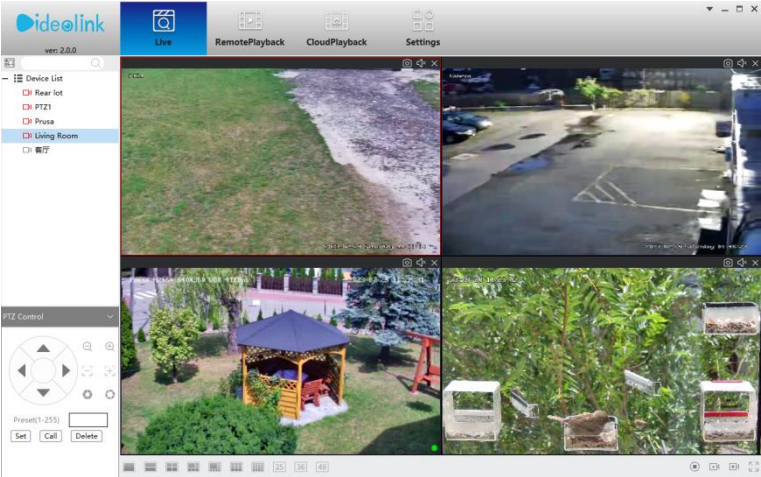 Videolink
ver: 2.0.0
Live
RemotePlayback
CloudPlayback
Settings
Device List
Rear lot
PTZ1
Prusa
Living Room
客厅
PTZ Control
Preset(1-255)
Set
Call
Delete
25
36
49